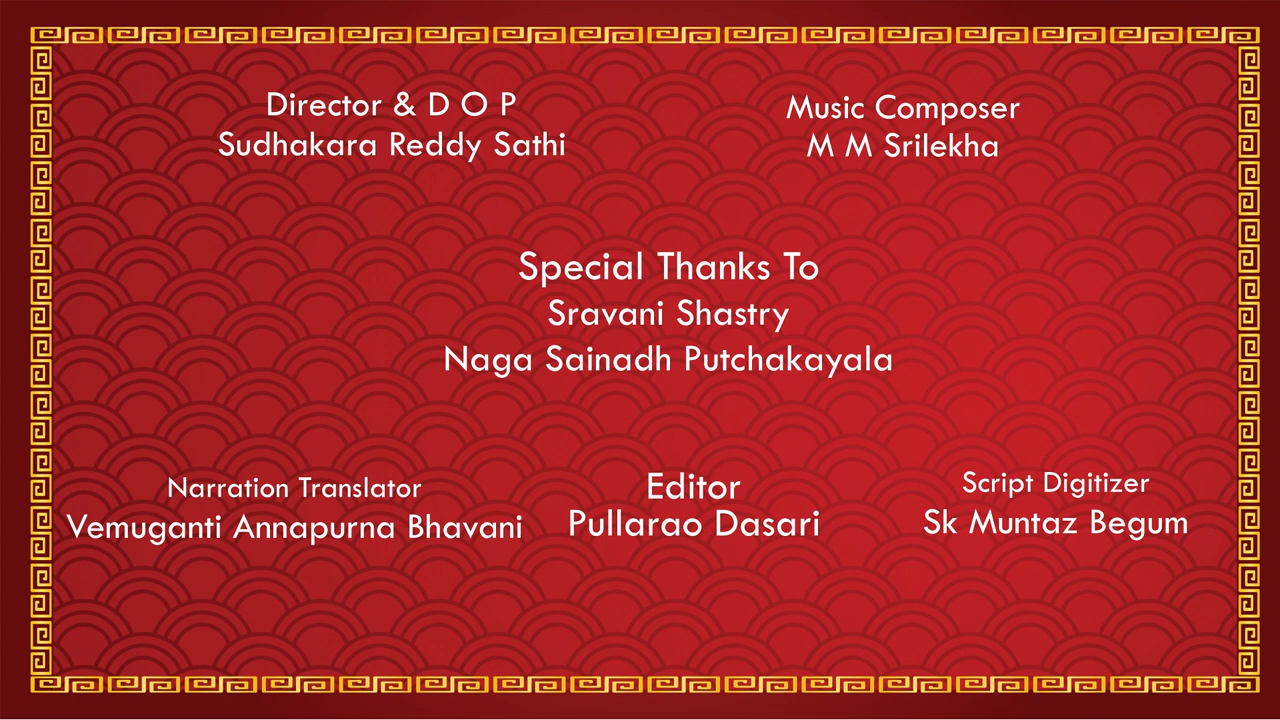 Director & D O P
Sudhakara Reddy Sathi
Music Composer
M M Srilekha
Special Thanks To
Sravani Shastry
Naga Sainadh Putchakayala
Narration Translator
Vemuganti Annapurna Bhavani
Editor
Pullarao Dasari
Script Digitizer
Sk Muntaz Begum